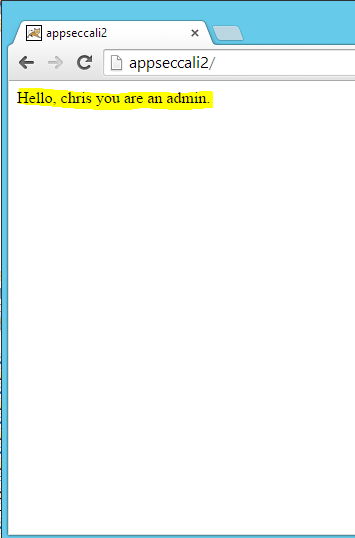 appseccali2
appseccali2/
Hello, chris you are an admin.